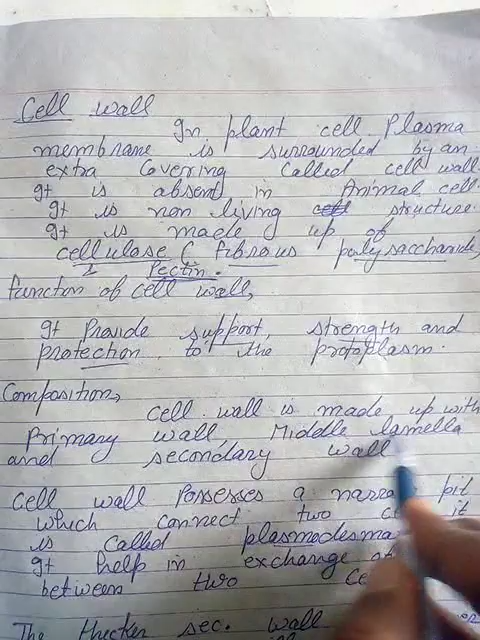 Cell wall
In plant cell Plasma
membrane is surrounded by an
extra Covering called cell wall.
It is absent in Animal cell.
It is non living structure.
It is made up of
cellulose ( fibrous polysaccharide,
& Pectin.
function of cell wall,
It Provide support, strength and
protection to the protoplasm.
Composition,
Cell wall is made up with
Primary wall, Middle lamella
and secondary wall
Cell wall Possesses a narrow pit
which connect two it
is called plasmodesma
It help in exchange of
between two
The thicker sec. wall